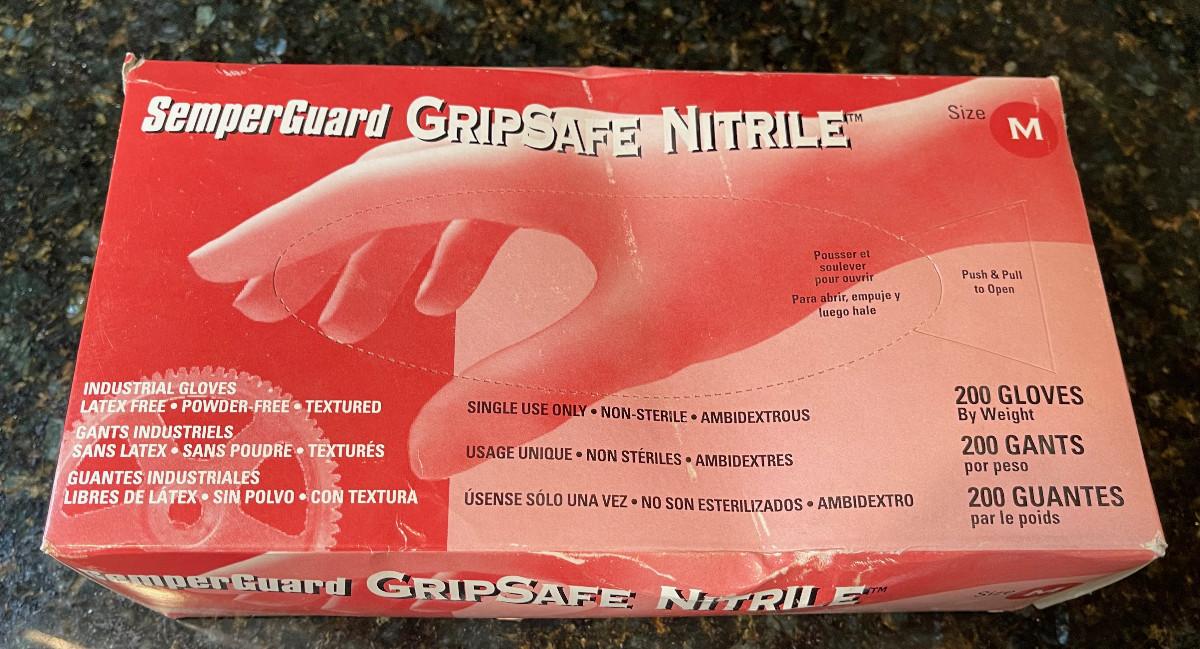 SemperGuard GRIPSAFE NITRILE™
Size M
Pousser et
soulever
pour ouvrir
Para abrir, empuje y
luego hale
Push & Pull
to Open
INDUSTRIAL GLOVES
LATEX FREE • POWDER-FREE • TEXTURED
GANTS INDUSTRIELS
SANS LATEX • SANS POUDRE • TEXTURÉS
GUANTES INDUSTRIALES
LIBRES DE LÁTEX • SIN POLVO • CON TEXTURA
SINGLE USE ONLY • NON-STERILE • AMBIDEXTROUS
USAGE UNIQUE • NON STÉRILES • AMBIDEXTRES
ÚSENSE SÓLO UNA VEZ • NO SON ESTERILIZADOS • AMBIDEXTRO
200 GLOVES
By Weight
200 GANTS
por peso
200 GUANTES
par le poids
SemperGuard GRIPSAFE NITRILE™
Size M